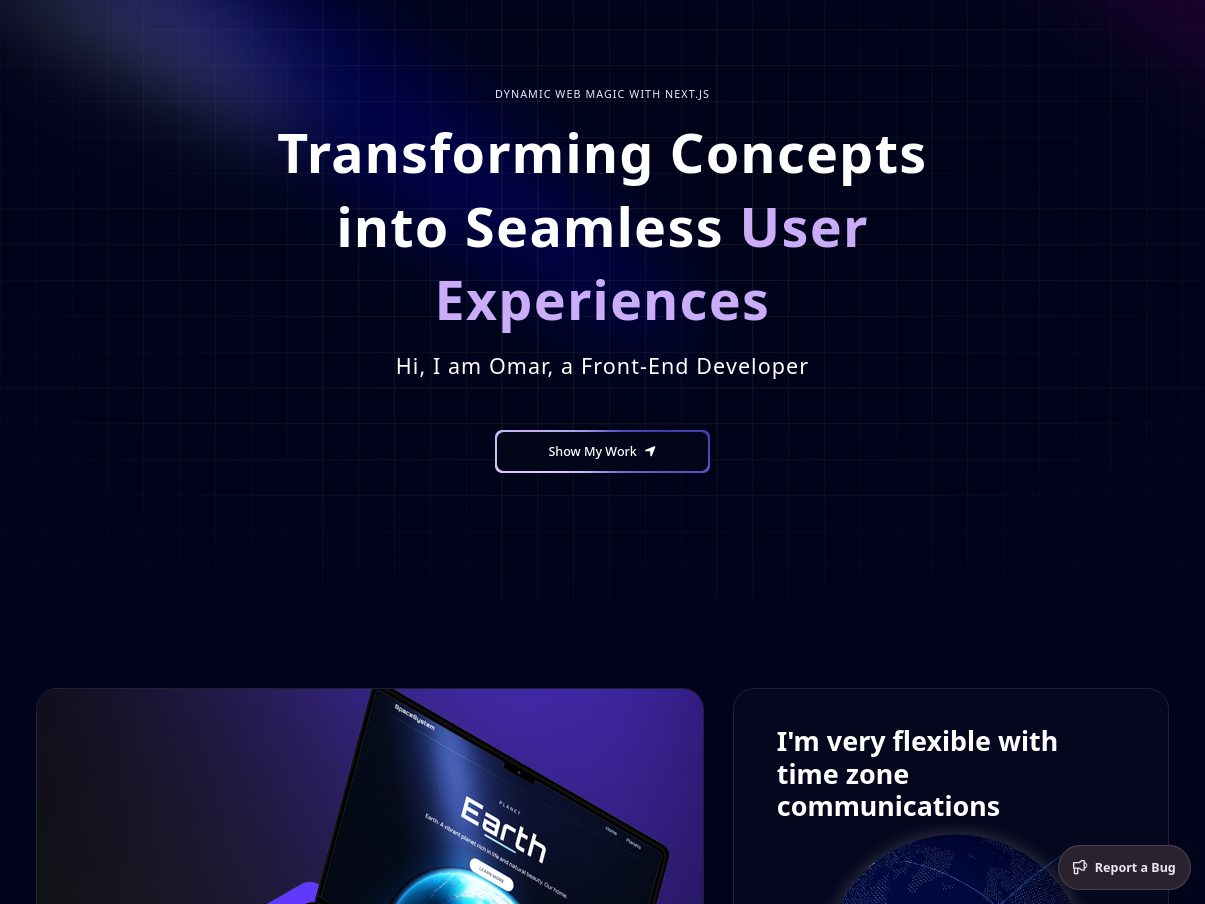 DYNAMIC WEB MAGIC WITH NEXT.JS
Transforming Concepts
into Seamless User
Experiences
Hi, I am Omar, a Front-End Developer
Show My Work
SpaceSystem
Home
Planets
PLANET
Earth
Earth: A vibrant planet rich in life and natural beauty. Our home.
LEARN MORE
I'm very flexible with
time zone
communications
Report a Bug